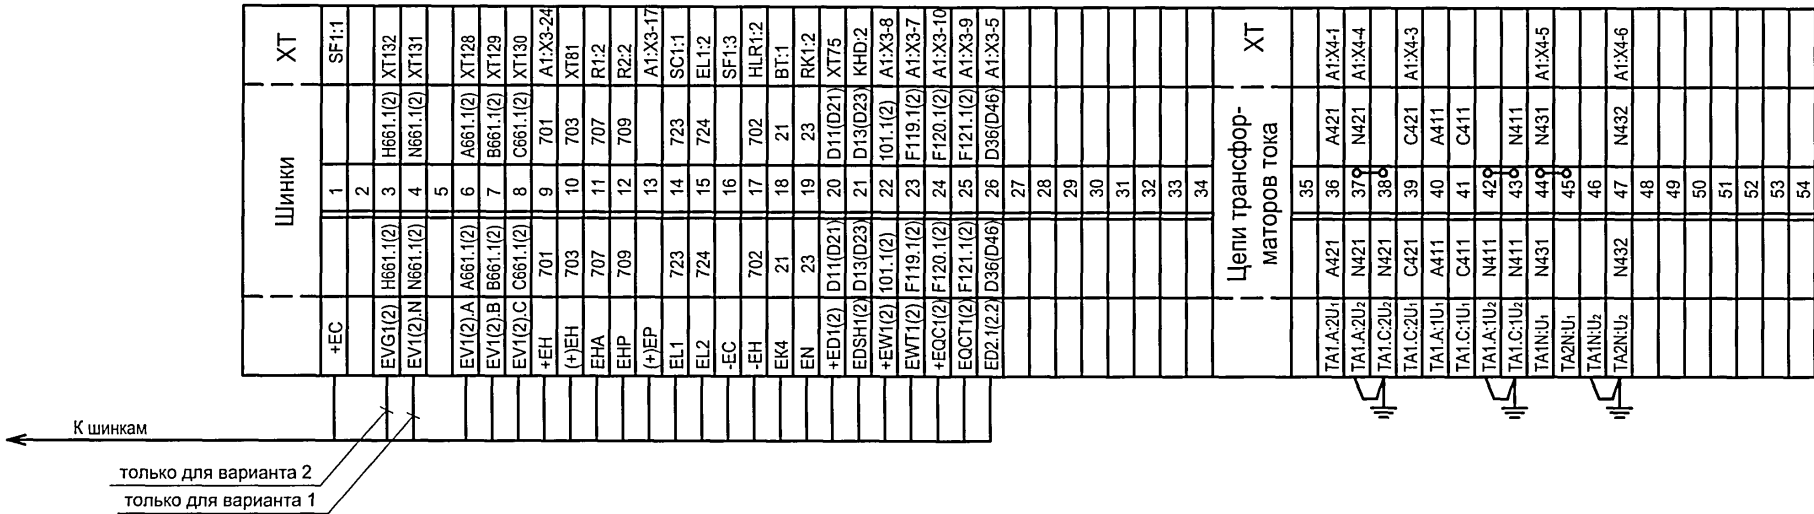 XT
Шинки
SF1:1 1 +EC
2
XT132 H661.1(2) 3 H661.1(2) EVG1(2)
XT131 N661.1(2) 4 N661.1(2) EV1(2).N
5
XT128 A661.1(2) 6 A661.1(2) EV1(2).A
XT129 B661.1(2) 7 B661.1(2) EV1(2).B
XT130 C661.1(2) 8 C661.1(2) EV1(2).C
A1:X3-24 701 9 701 +EH
XT81 703 10 703 (+)EH
R1:2 707 11 707 EHA
R2:2 709 12 709 EHP
A1:X3-17 13 (+)EP
SC1:1 723 14 723 EL1
EL1:2 724 15 724 EL2
SF1:3 16 -EC
HLR1:2 702 17 702 -EH
BT:1 21 18 21 EK4
RK1:2 23 19 23 EN
XT75 D11(D21) 20 D11(D21) +ED1(2)
KHD:2 D13(D23) 21 D13(D23) EDSH1(2)
A1:X3-8 101.1(2) 22 101.1(2) +EW1(2)
A1:X3-7 F119.1(2) 23 F119.1(2) EWT1(2)
A1:X3-10 F120.1(2) 24 F120.1(2) +EQC1(2)
A1:X3-9 F121.1(2) 25 F121.1(2) EQCT1(2)
A1:X3-5 D36(D46) 26 D36(D46) ED2.1(2.2)
27
28
29
30
31
32
33
34
XT
Цепи трансфор-
маторов тока
35
A1:X4-1 A421 36 A421 TA1.A:2U1
A1:X4-4 N421 37 N421 TA1.A:2U2
38 N421 TA1.C:2U2
A1:X4-3 C421 39 C421 TA1.C:2U1
A411 40 A411 TA1.A:1U1
C411 41 C411 TA1.C:1U1
42 N411 TA1.A:1U2
N411 43 N411 TA1.C:1U2
A1:X4-5 N431 44 N431 TA1N:U1
45 TA2N:U1
46 TA1N:U2
A1:X4-6 N432 47 N432 TA2N:U2
48
49
50
51
52
53
54
К шинкам
только для варианта 2
только для варианта 1